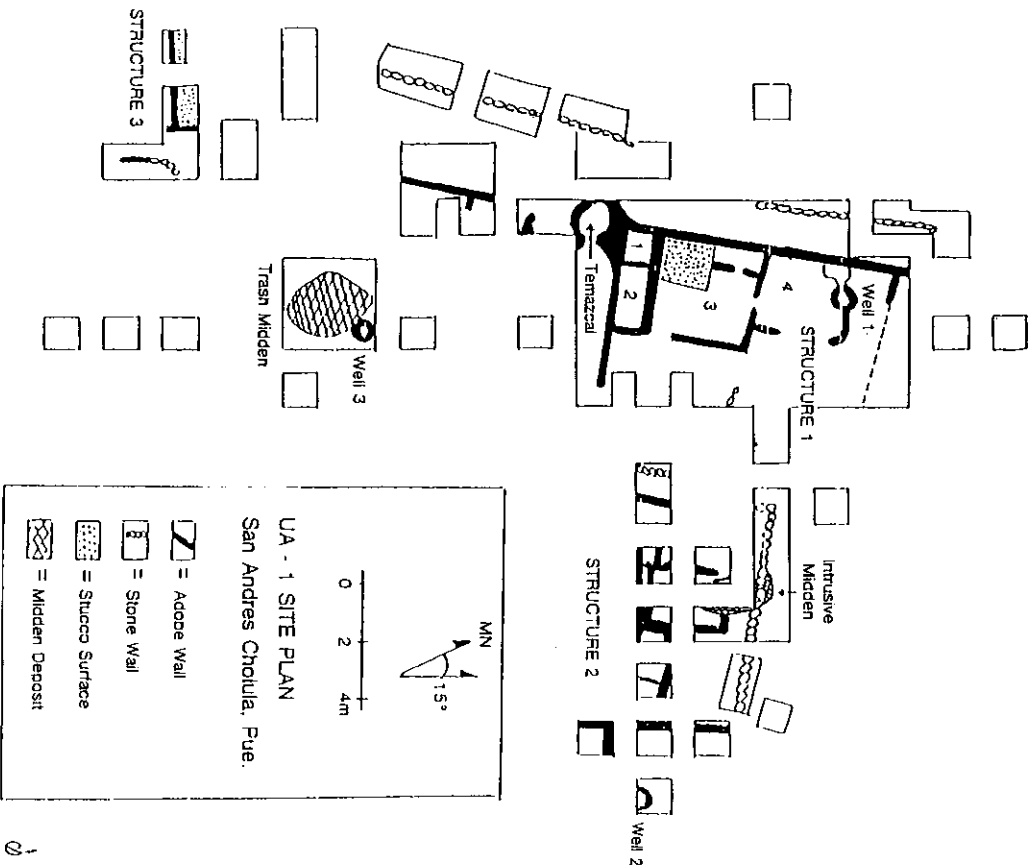 STRUCTURE 3
Temazcal
1
2
3
4
Well 1
STRUCTURE 1
Trasn Midden
Well 3
Intrusive
Midden
STRUCTURE 2
Well 2
MN
15°
0 2 4m
UA - 1 SITE PLAN
San Andres Cholula, Pue.
= Adobe Wall
= Stone Wall
= Stucco Surface
= Midden Deposit